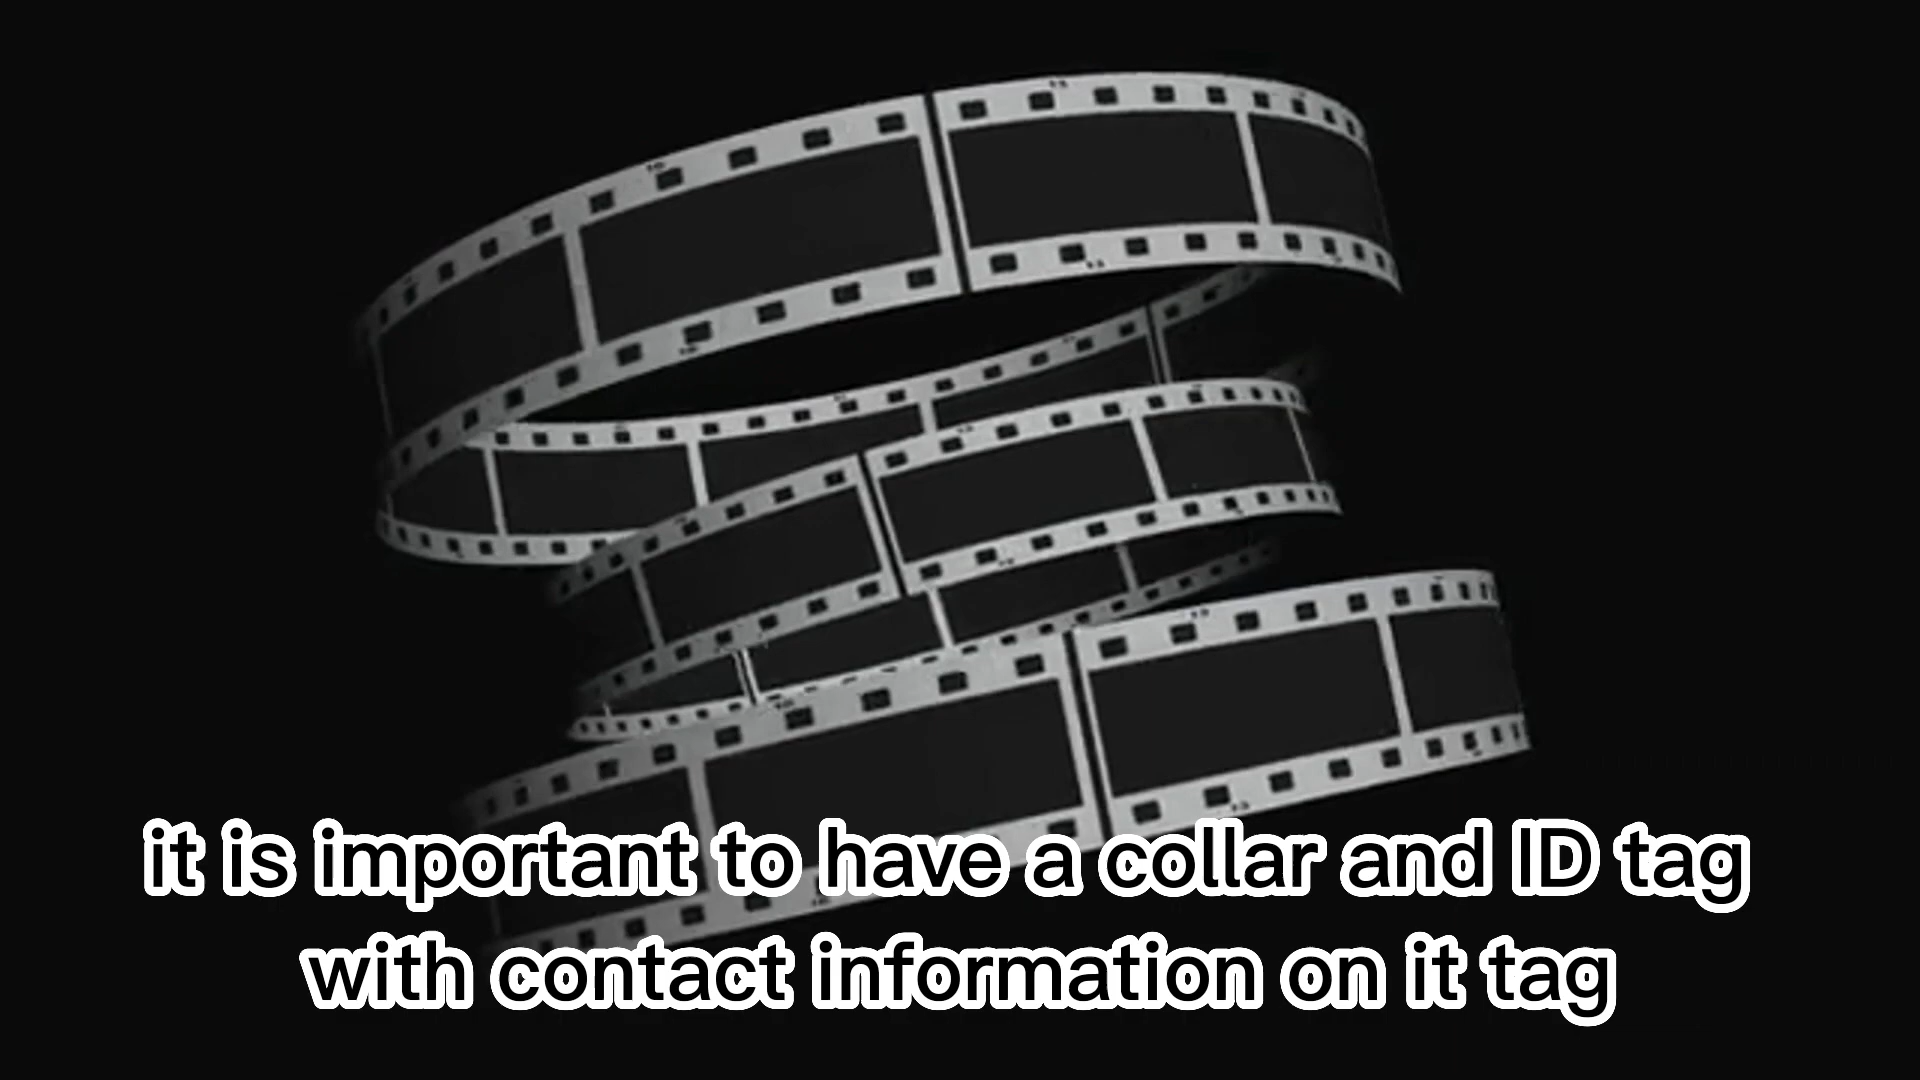 it is important to have a collar and ID tag
with contact information on it tag